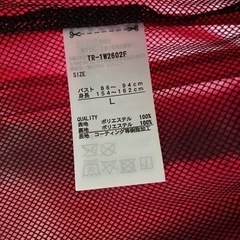 TR-1W2602F
SIZE
バスト 86～ 94cm
身長 154～162cm
L
QUALITY
表地 ポリエステル 100%
裏地 ポリエステル 100%
表地 コーティング等樹脂加工